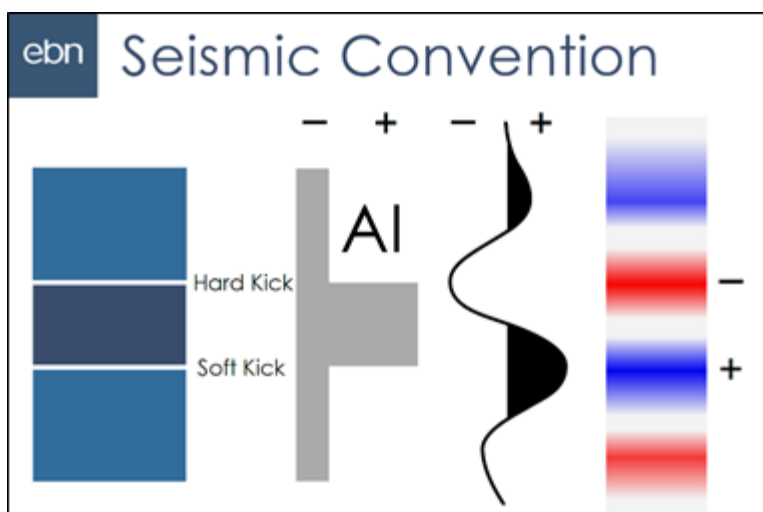 ebn Seismic Convention
− + − +
AI
Hard Kick
−
Soft Kick
+